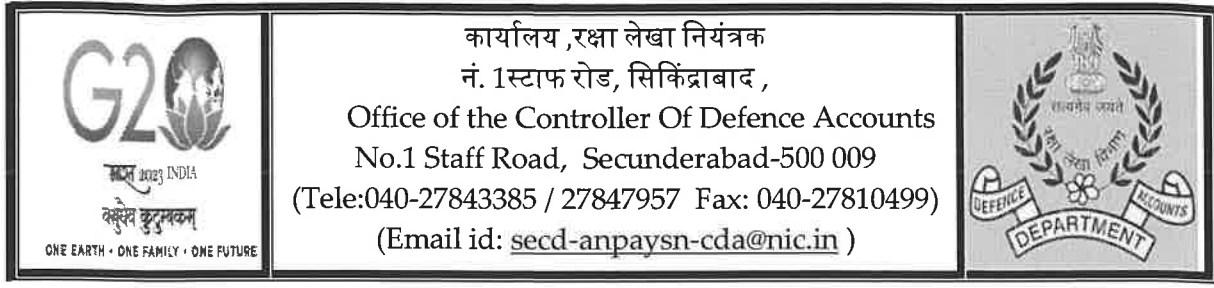 G20
भारत 2023 INDIA
वसुधैव कुटुम्बकम्
ONE EARTH • ONE FAMILY • ONE FUTURE
कार्यालय ,रक्षा लेखा नियंत्रक
नं. 1स्टाफ रोड, सिकिंद्राबाद ,
Office of the Controller Of Defence Accounts
No.1 Staff Road, Secunderabad-500 009
(Tele:040-27843385 / 27847957 Fax: 040-27810499)
(Email id: secd-anpaysn-cda@nic.in )
सत्यमेव जयते
रक्षा लेखा विभाग
DEFENCE ACCOUNTS
DEPARTMENT